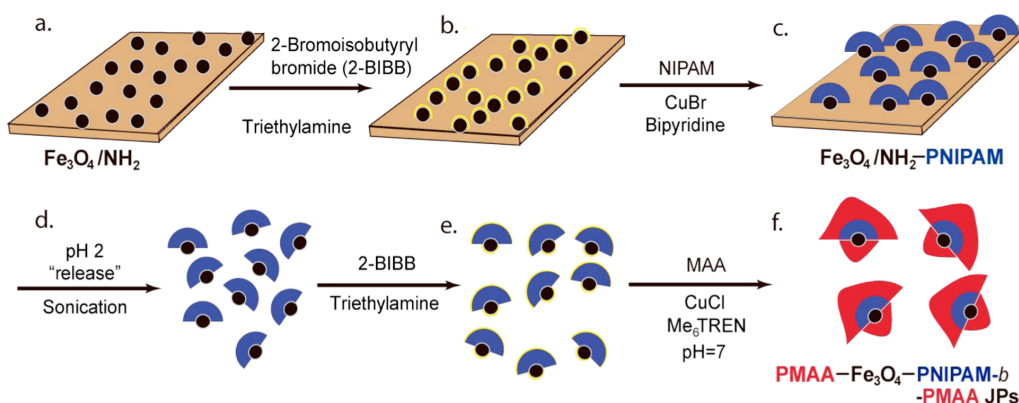 a.
Fe₃O₄/NH₂
2-Bromoisobutyryl
bromide (2-BIBB)
Triethylamine
b.
NIPAM
CuBr
Bipyridine
c.
Fe₃O₄/NH₂–PNIPAM
d.
pH 2
“release”
Sonication
2-BIBB
Triethylamine
e.
MAA
CuCl
Me₆TREN
pH=7
f.
PMAA–Fe₃O₄–PNIPAM-b
-PMAA JPs